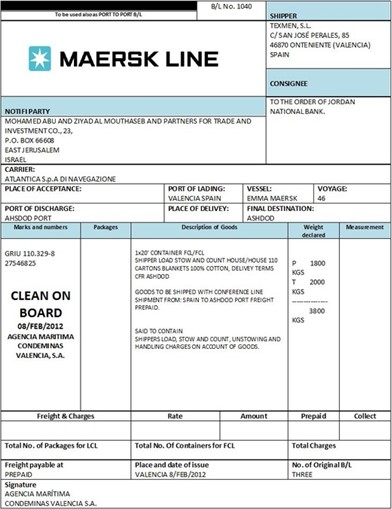 To be used also as PORT TO PORT B/L
B/L No. 1040
MAERSK LINE
SHIPPER
TEXMEN, S.L.
C/ SAN JOSÉ PERALES, 85
46870 ONTENIENTE (VALENCIA)
SPAIN
CONSIGNEE
TO THE ORDER OF JORDAN
NATIONAL BANK.
NOTIFI PARTY
MOHAMED ABU AND ZIYAD AL MOUTHASEB AND PARTNERS FOR TRADE AND
INVESTMENT CO., 23,
P.O. BOX 66608
EAST JERUSALEM
ISRAEL
CARRIER:
ATLANTICA S.p.A DI NAVEGAZIONE
PLACE OF ACCEPTANCE:
PORT OF LADING:
VALENCIA SPAIN
VESSEL:
EMMA MAERSK
VOYAGE:
46
PORT OF DISCHARGE:
AHSDOD PORT
PLACE OF DELIVEY:
FINAL DESTINATION:
ASHDOD
Marks and numbers
Packages
Description of Goods
Weight declared
Measurement
GRIU 110.329-8
27546825
CLEAN ON
BOARD
08/FEB/2012
AGENCIA MARITIMA
CONDEMINAS
VALENCIA, S.A.
1x20' CONTAINER FCL/FCL
SHIPPER LOAD STOW AND COUNT HOUSE/HOUSE 110
CARTONS BLANKETS 100% COTTON, DELIVEY TERMS
CFR ASHDOD
GOODS TO BE SHIPPED WITH CONFERENCE LINE
SHIPMENT FROM: SPAIN TO ASHDOD PORT FREIGHT
PREPAID.
SAID TO CONTAIN
SHIPPERS LOAD, STOW AND COUNT, UNSTOWING AND
HANDLING CHARGES ON ACCOUNT OF GOODS.
P 1800
KGS
T 2000
KGS
---------------
3800
KGS
Freight & Charges
Rate
Amount
Prepaid
Collect
Total No. of Packages for LCL
Total No. Of Containers for FCL
Total Charges
Freight payable at
PREPAID
Place and date of issue
VALENCIA 8/FEB/2012
No. of Original B/L
THREE
Signature
AGENCIA MARÍTIMA
CONDEMINAS VALENCIA S.A.